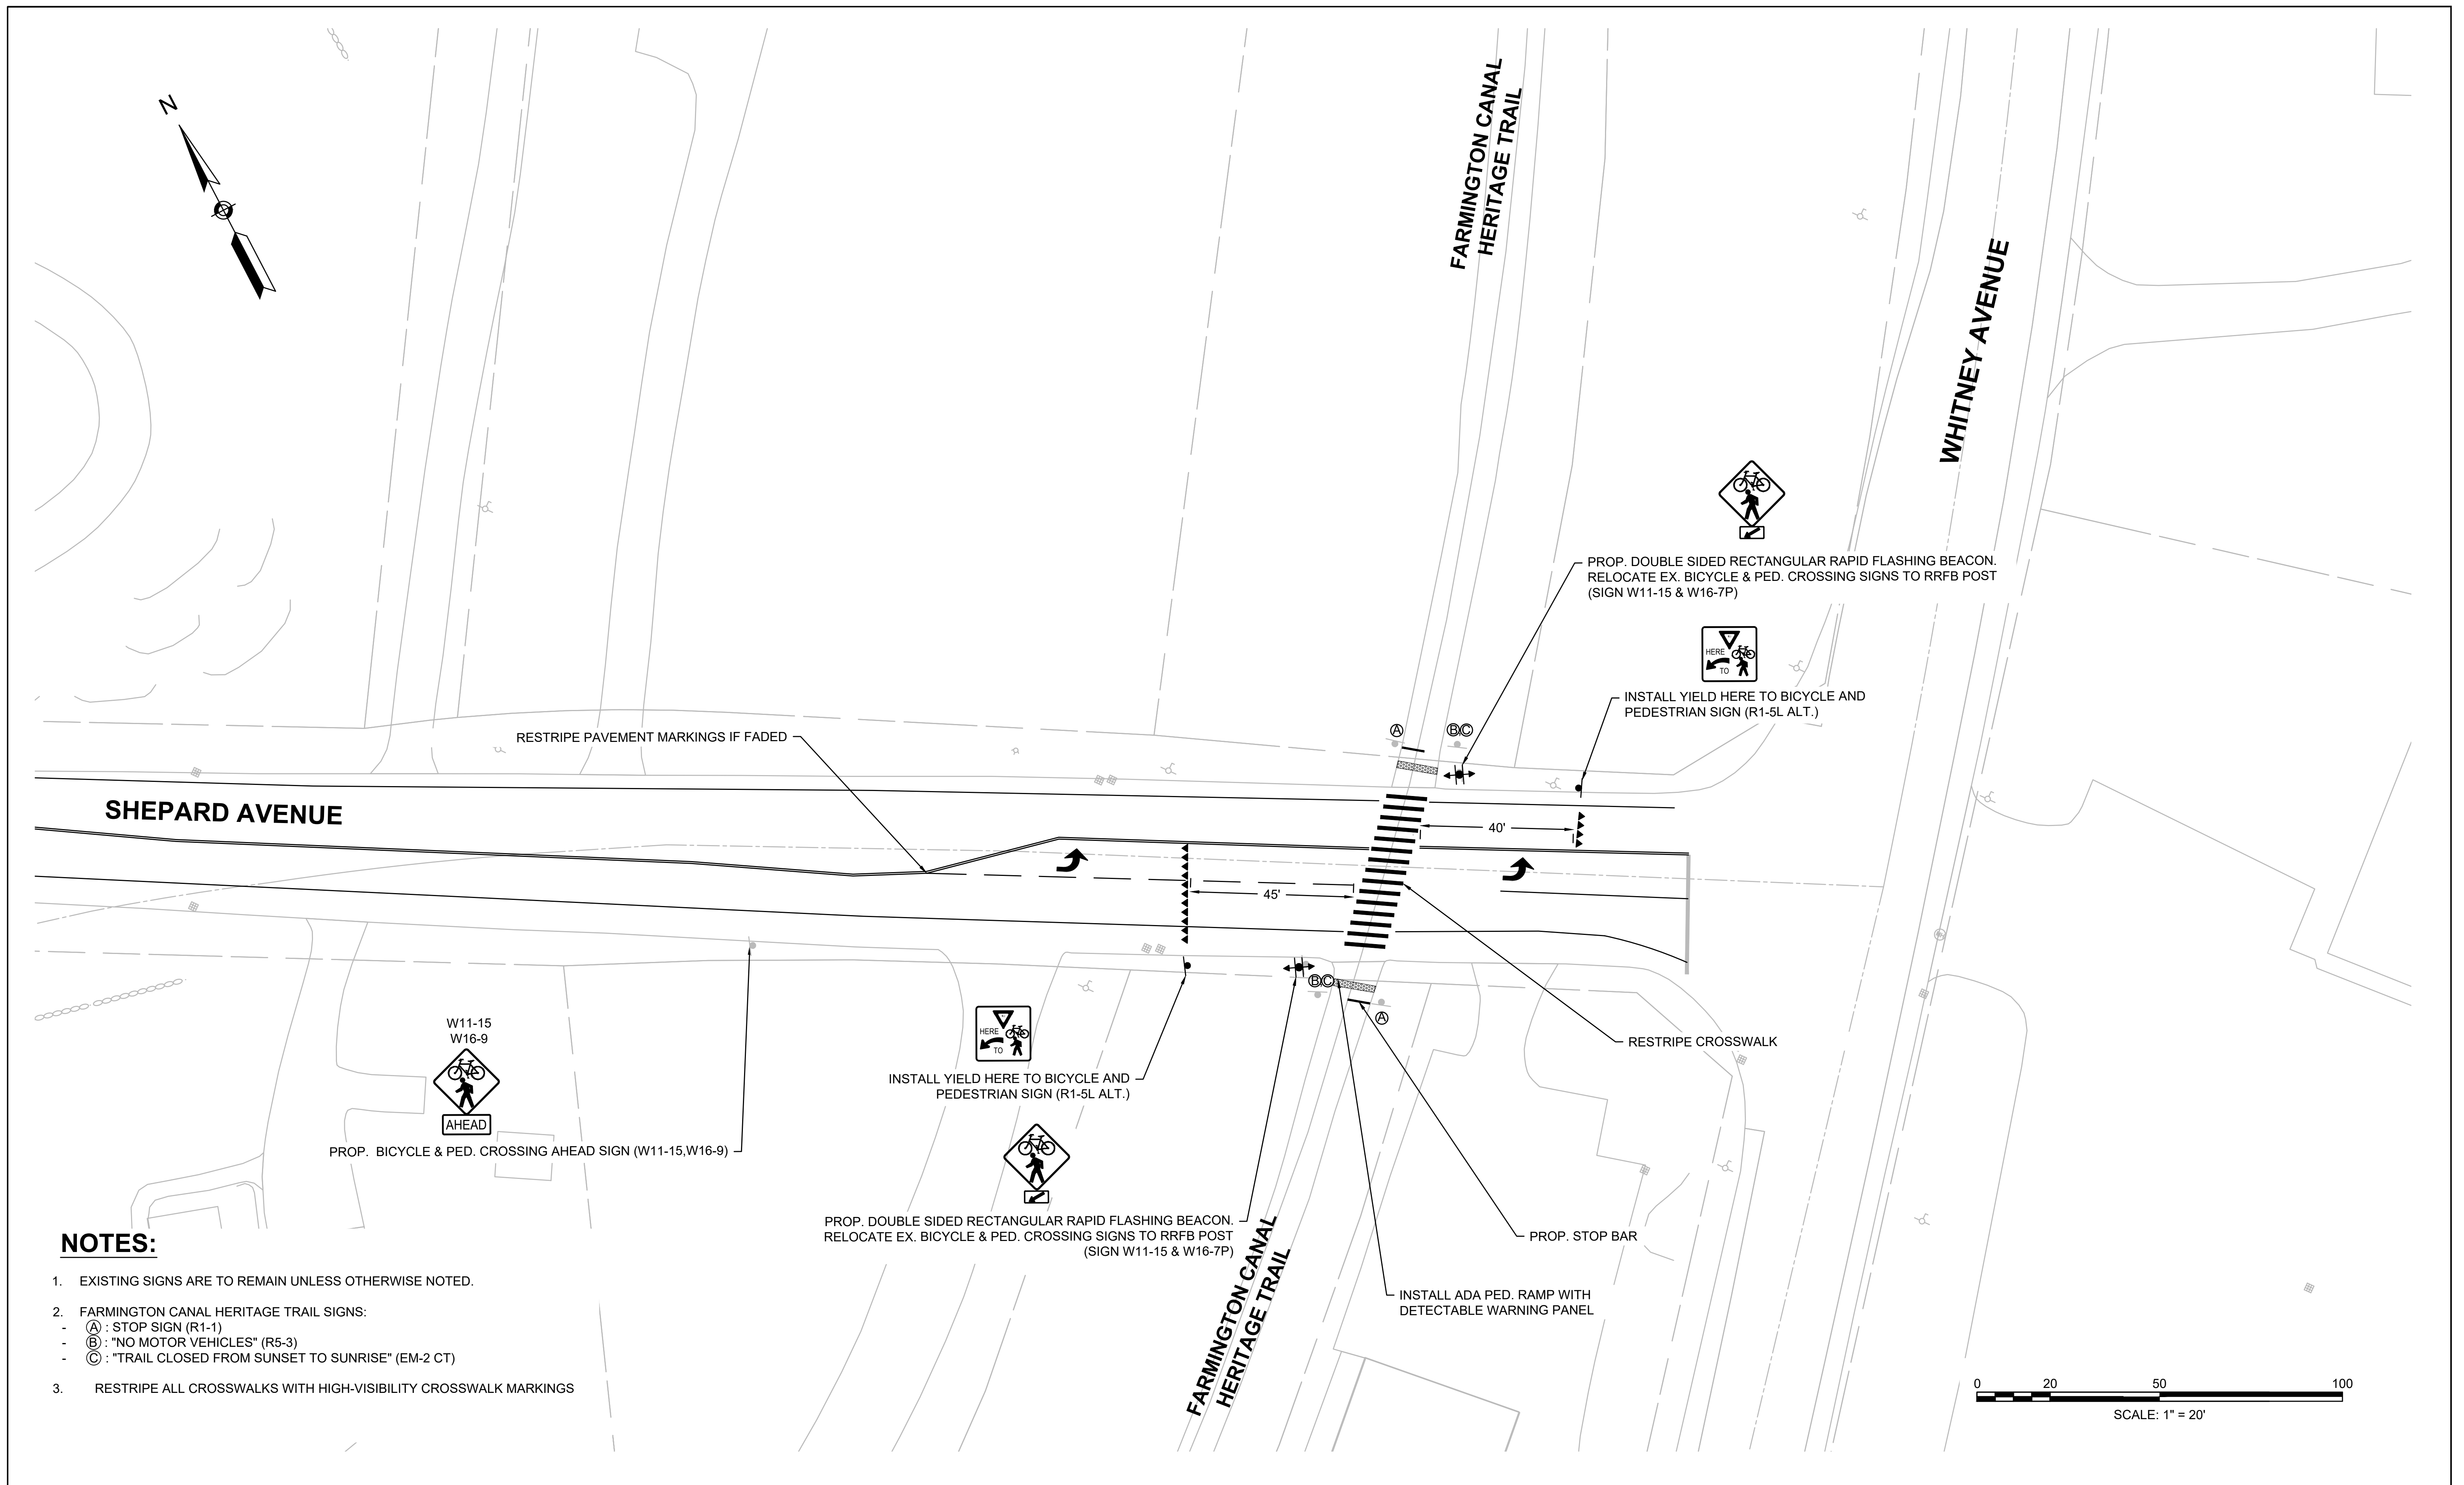 N
FARMINGTON CANAL
HERITAGE TRAIL
WHITNEY AVENUE
PROP. DOUBLE SIDED RECTANGULAR RAPID FLASHING BEACON.
RELOCATE EX. BICYCLE & PED. CROSSING SIGNS TO RRFB POST
(SIGN W11-15 & W16-7P)
HERE
TO
INSTALL YIELD HERE TO BICYCLE AND
PEDESTRIAN SIGN (R1-5L ALT.)
RESTRIPE PAVEMENT MARKINGS IF FADED
A
B C
SHEPARD AVENUE
40'
45'
B C
A
W11-15
W16-9
AHEAD
PROP. BICYCLE & PED. CROSSING AHEAD SIGN (W11-15,W16-9)
HERE
TO
INSTALL YIELD HERE TO BICYCLE AND
PEDESTRIAN SIGN (R1-5L ALT.)
RESTRIPE CROSSWALK
PROP. DOUBLE SIDED RECTANGULAR RAPID FLASHING BEACON.
RELOCATE EX. BICYCLE & PED. CROSSING SIGNS TO RRFB POST
(SIGN W11-15 & W16-7P)
FARMINGTON CANAL
HERITAGE TRAIL
PROP. STOP BAR
INSTALL ADA PED. RAMP WITH
DETECTABLE WARNING PANEL
NOTES:
1. EXISTING SIGNS ARE TO REMAIN UNLESS OTHERWISE NOTED.
2. FARMINGTON CANAL HERITAGE TRAIL SIGNS:
- A : STOP SIGN (R1-1)
- B : "NO MOTOR VEHICLES" (R5-3)
- C : "TRAIL CLOSED FROM SUNSET TO SUNRISE" (EM-2 CT)
3. RESTRIPE ALL CROSSWALKS WITH HIGH-VISIBILITY CROSSWALK MARKINGS
0 20 50 100
SCALE: 1" = 20'